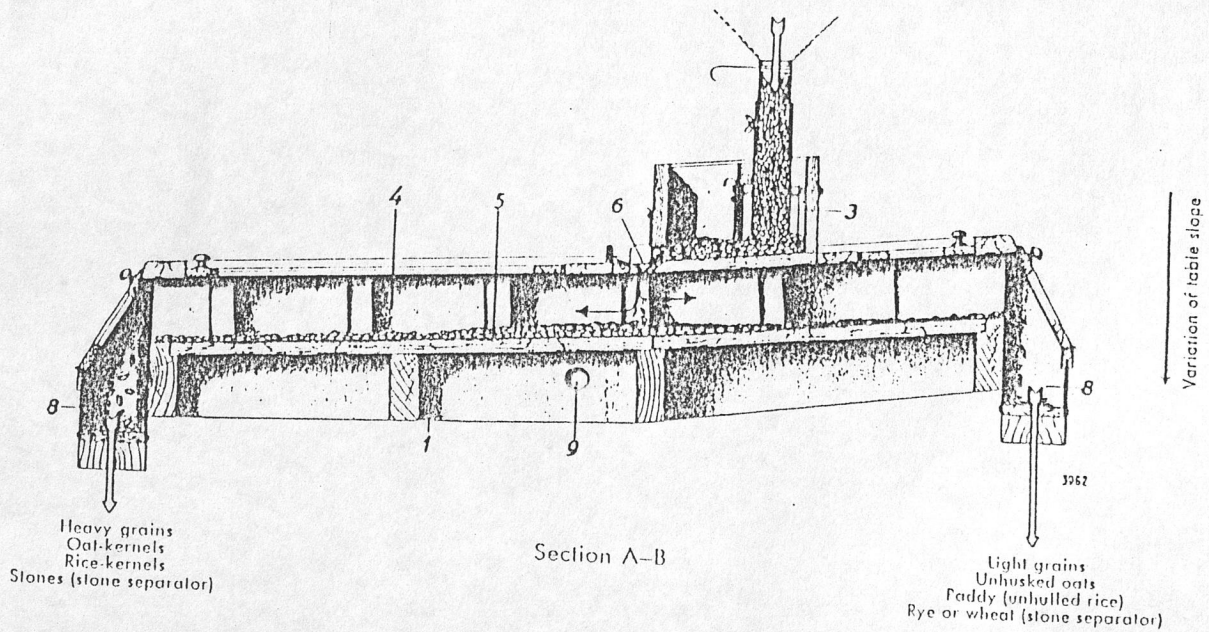 4
5
6
3
Variation of table slope
8
1
9
8
3962
Heavy grains
Oat-kernels
Rice-kernels
Stones (stone separator)
Section A–B
Light grains
Unhusked oats
Paddy (unhulled rice)
Rye or wheat (stone separator)